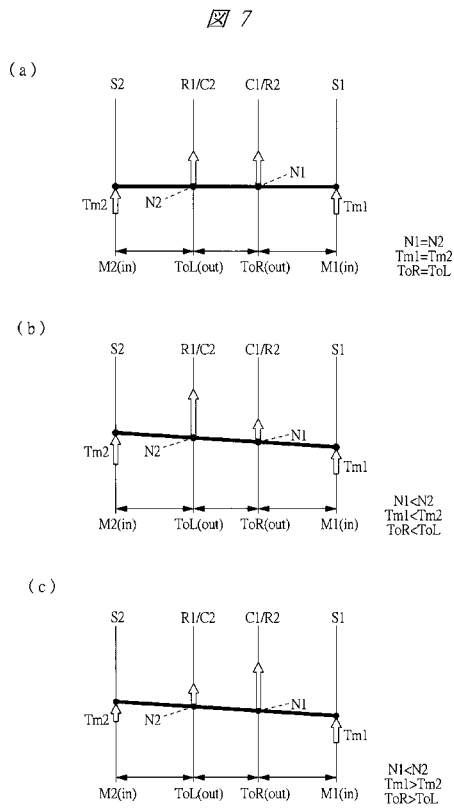 図 7
(a)
S2 R1/C2 C1/R2 S1
N1
Tm2 N2 Tm1
M2(in) ToL(out) ToR(out) M1(in)
N1=N2
Tm1=Tm2
ToR=ToL
(b)
S2 R1/C2 C1/R2 S1
N1
Tm2 N2 Tm1
M2(in) ToL(out) ToR(out) M1(in)
N1<N2
Tm1<Tm2
ToR<ToL
(c)
S2 R1/C2 C1/R2 S1
N1
Tm2 N2 Tm1
M2(in) ToL(out) ToR(out) M1(in)
N1<N2
Tm1>Tm2
ToR>ToL